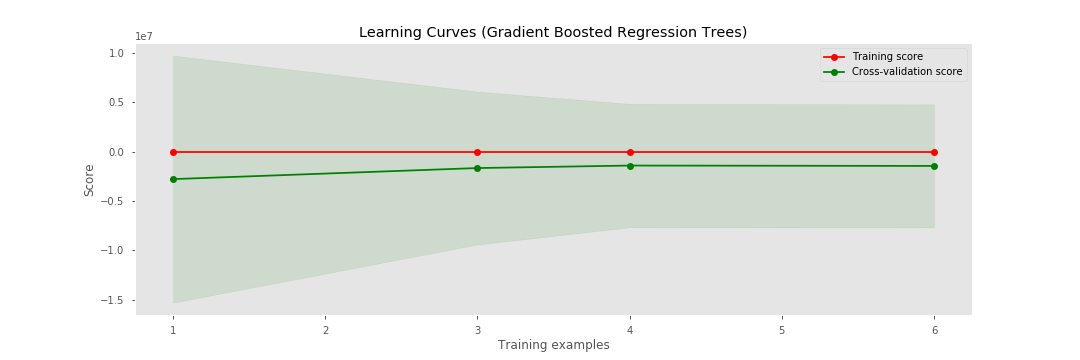 Learning Curves (Gradient Boosted Regression Trees)
1e7
Training score
Cross-validation score
1.0
0.5
0.0
−0.5
−1.0
−1.5
Score
1 2 3 4 5 6
Training examples